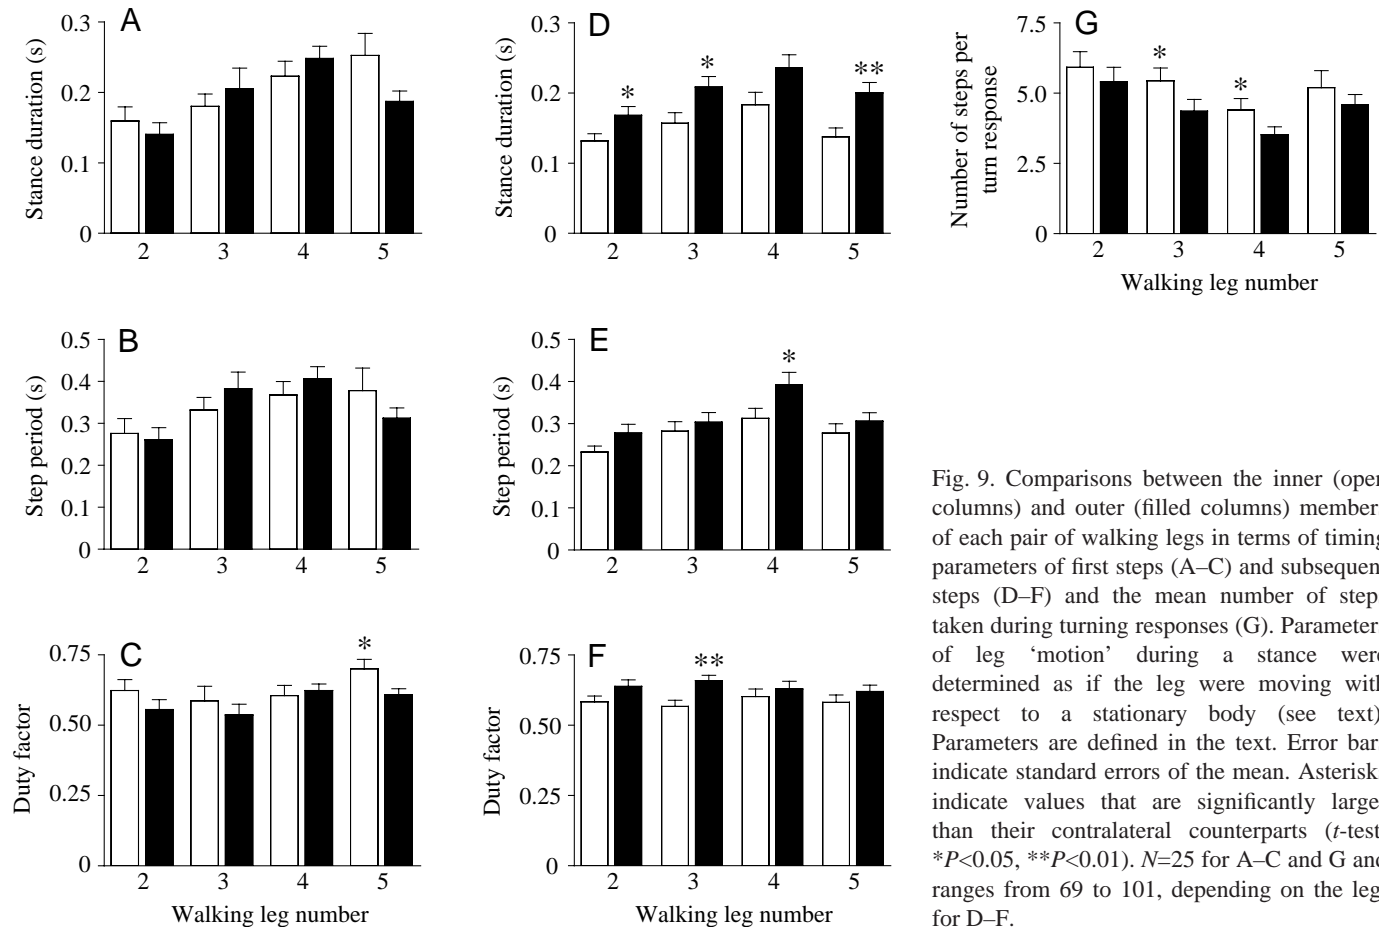 A
Stance duration (s)
0.3
0.2
0.1
0
2 3 4 5
D
Stance duration (s)
0.3
0.2
0.1
0
* * **
2 3 4 5
G
Number of steps per
turn response
7.5
5.0
2.5
0
* *
2 3 4 5
Walking leg number
B
Step period (s)
0.5
0.4
0.3
0.2
0.1
0
2 3 4 5
E
Step period (s)
0.5
0.4
0.3
0.2
0.1
0
*
2 3 4 5
C
Duty factor
0.75
0.50
0.25
0
*
2 3 4 5
Walking leg number
F
Duty factor
0.75
0.50
0.25
0
**
2 3 4 5
Walking leg number
Fig. 9. Comparisons between the inner (open
columns) and outer (filled columns) member
of each pair of walking legs in terms of timing
parameters of first steps (A–C) and subsequen
steps (D–F) and the mean number of step
taken during turning responses (G). Parameter
of leg ‘motion’ during a stance were
determined as if the leg were moving with
respect to a stationary body (see text)
Parameters are defined in the text. Error bar
indicate standard errors of the mean. Asterisk
indicate values that are significantly large
than their contralateral counterparts (t-test
*P<0.05, **P<0.01). N=25 for A–C and G and
ranges from 69 to 101, depending on the leg
for D–F.